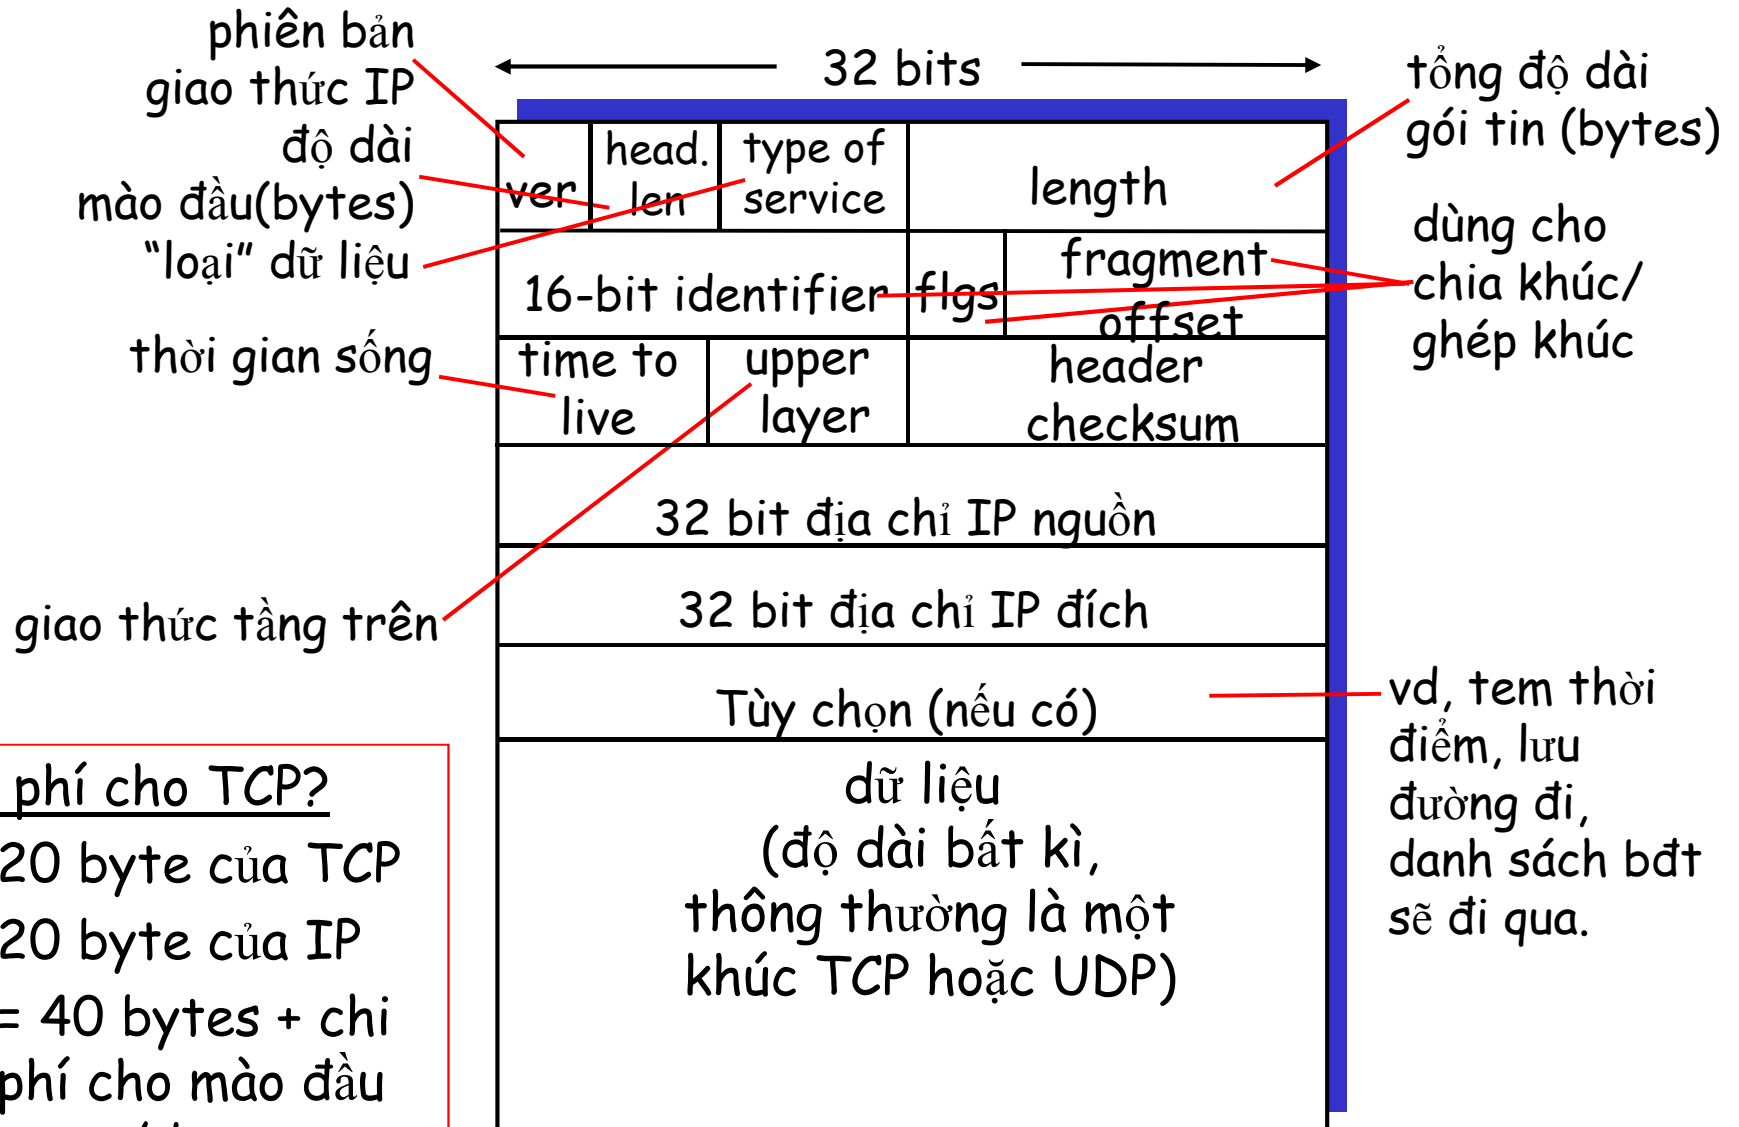 phiên bản
giao thức IP
độ dài
mào đầu(bytes)
“loại” dữ liệu
thời gian sống
giao thức tầng trên
32 bits
ver
head.
len
type of
service
length
16-bit identifier
flgs
fragment
offset
time to
live
upper
layer
header
checksum
32 bit địa chỉ IP nguồn
32 bit địa chỉ IP đích
Tùy chọn (nếu có)
dữ liệu
(độ dài bất kì,
thông thường là một
khúc TCP hoặc UDP)
tổng độ dài
gói tin (bytes)
dùng cho
chia khúc/
ghép khúc
vd, tem thời
điểm, lưu
đường đi,
danh sách bđt
sẽ đi qua.
phí cho TCP?
20 byte của TCP
20 byte của IP
= 40 bytes + chi
phí cho mào đầu